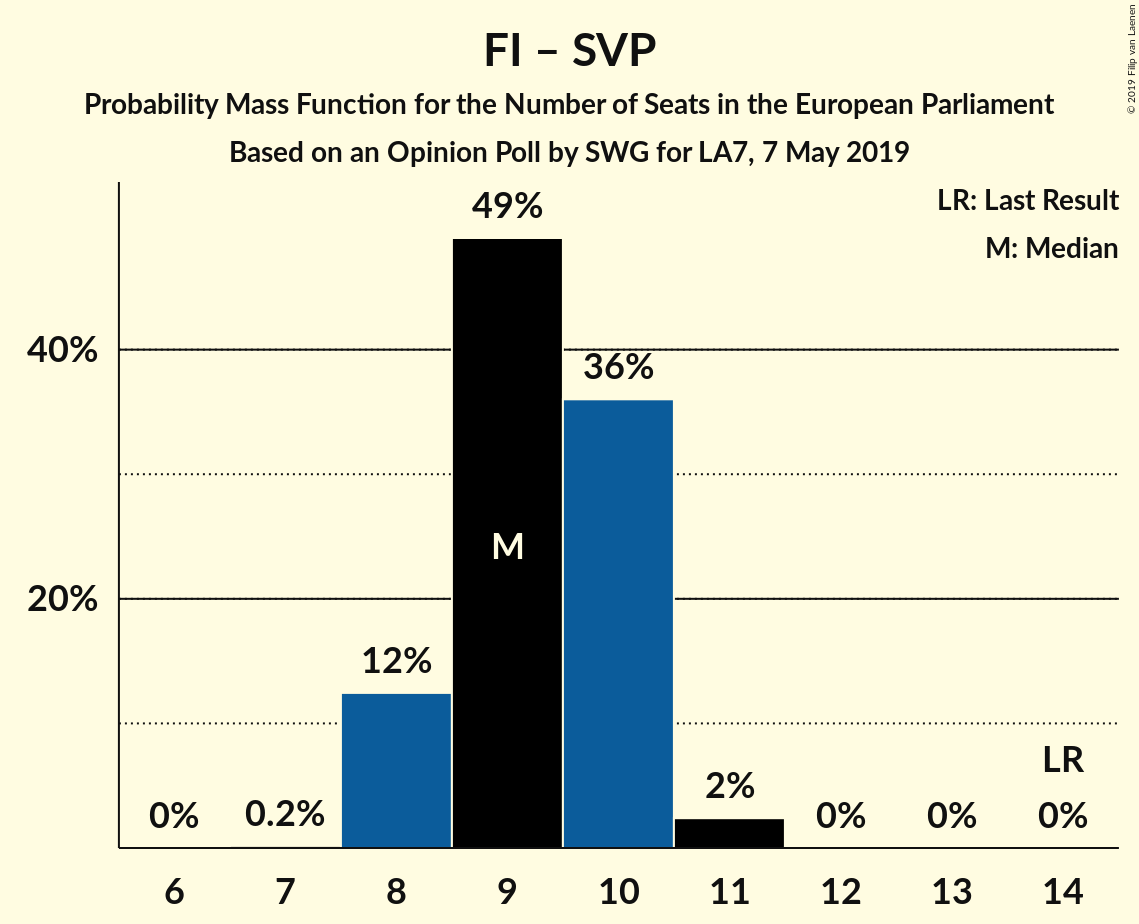 FI – SVP
Probability Mass Function for the Number of Seats in the European Parliament
Based on an Opinion Poll by SWG for LA7, 7 May 2019
© 2019 Filip van Laenen
LR: Last Result
M: Median
49%
40%
36%
M
20%
12%
LR
2%
0%
0.2%
0%
0%
0%
6
7
8
9
10
11
12
13
14